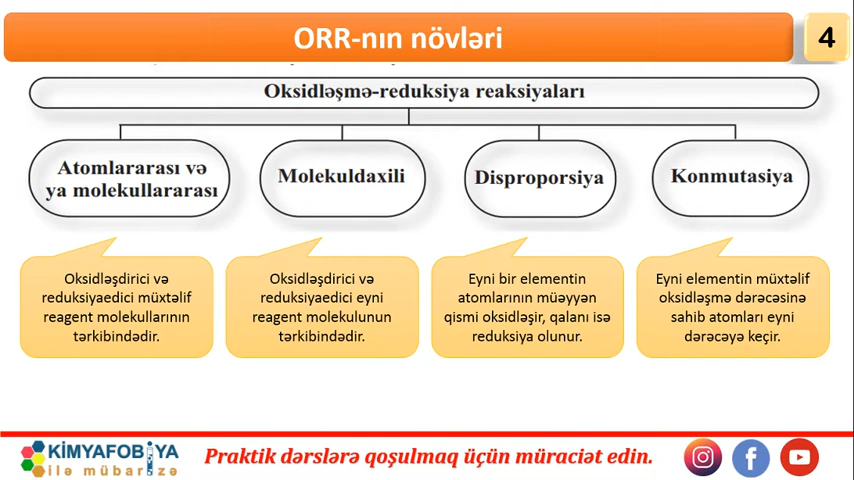 ORR-nın növləri
4
Oksidləşmə-reduksiya reaksiyaları
Atomlararası və
ya molekullararası
Molekuldaxili
Disproporsiya
Konmutasiya
Oksidləşdirici və
reduksiyaedici müxtəlif
reagent molekullarının
tərkibindədir.
Oksidləşdirici və
reduksiyaedici eyni
reagent molekulunun
tərkibindədir.
Eyni bir elementin
atomlarının müəyyən
qismi oksidləşir, qalanı isə
reduksiya olunur.
Eyni elementin müxtəlif
oksidləşmə dərəcəsinə
sahib atomları eyni
dərəcəyə keçir.
KİMYAFOBİYA
ilə mübarizə
Praktik dərslərə qoşulmaq üçün müraciət edin.